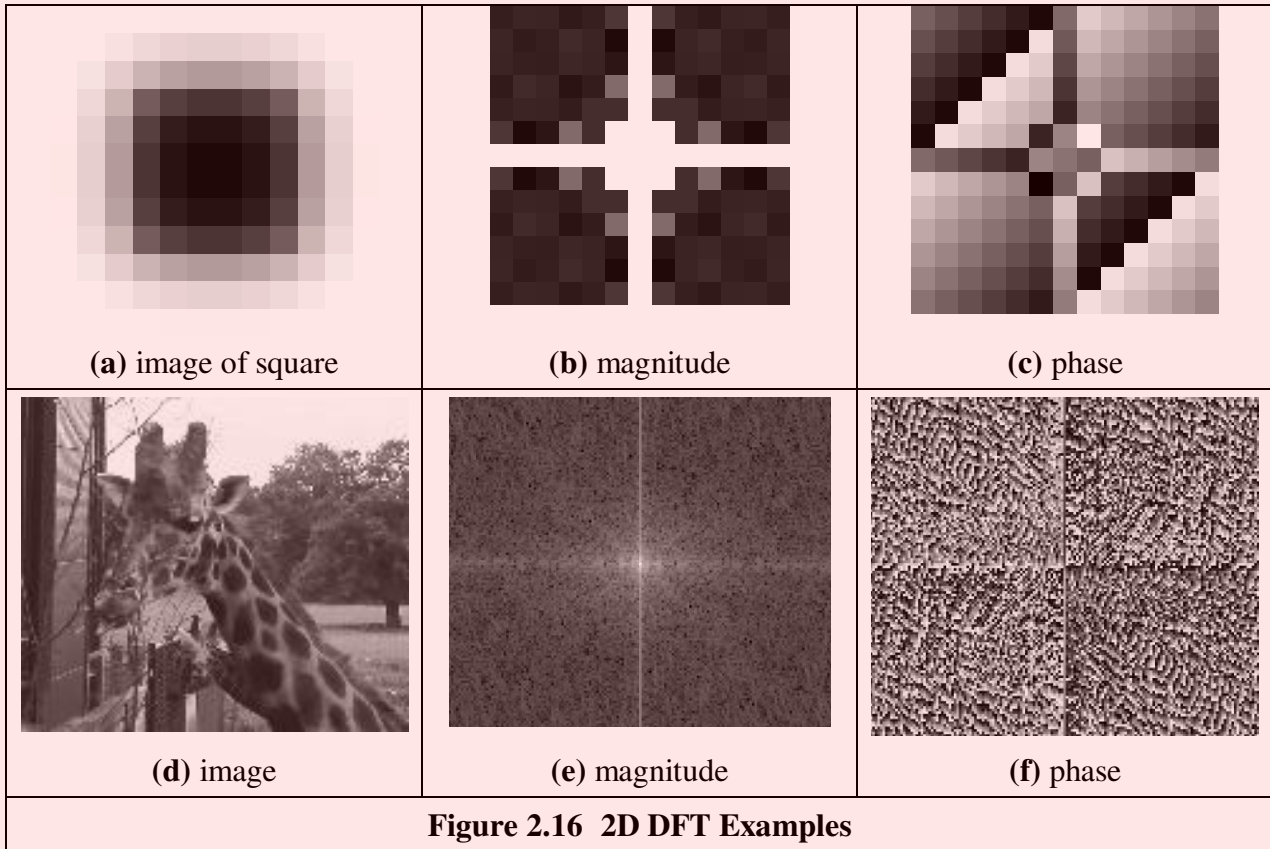 (a) image of square
(b) magnitude
(c) phase
(d) image
(e) magnitude
(f) phase
Figure 2.16 2D DFT Examples